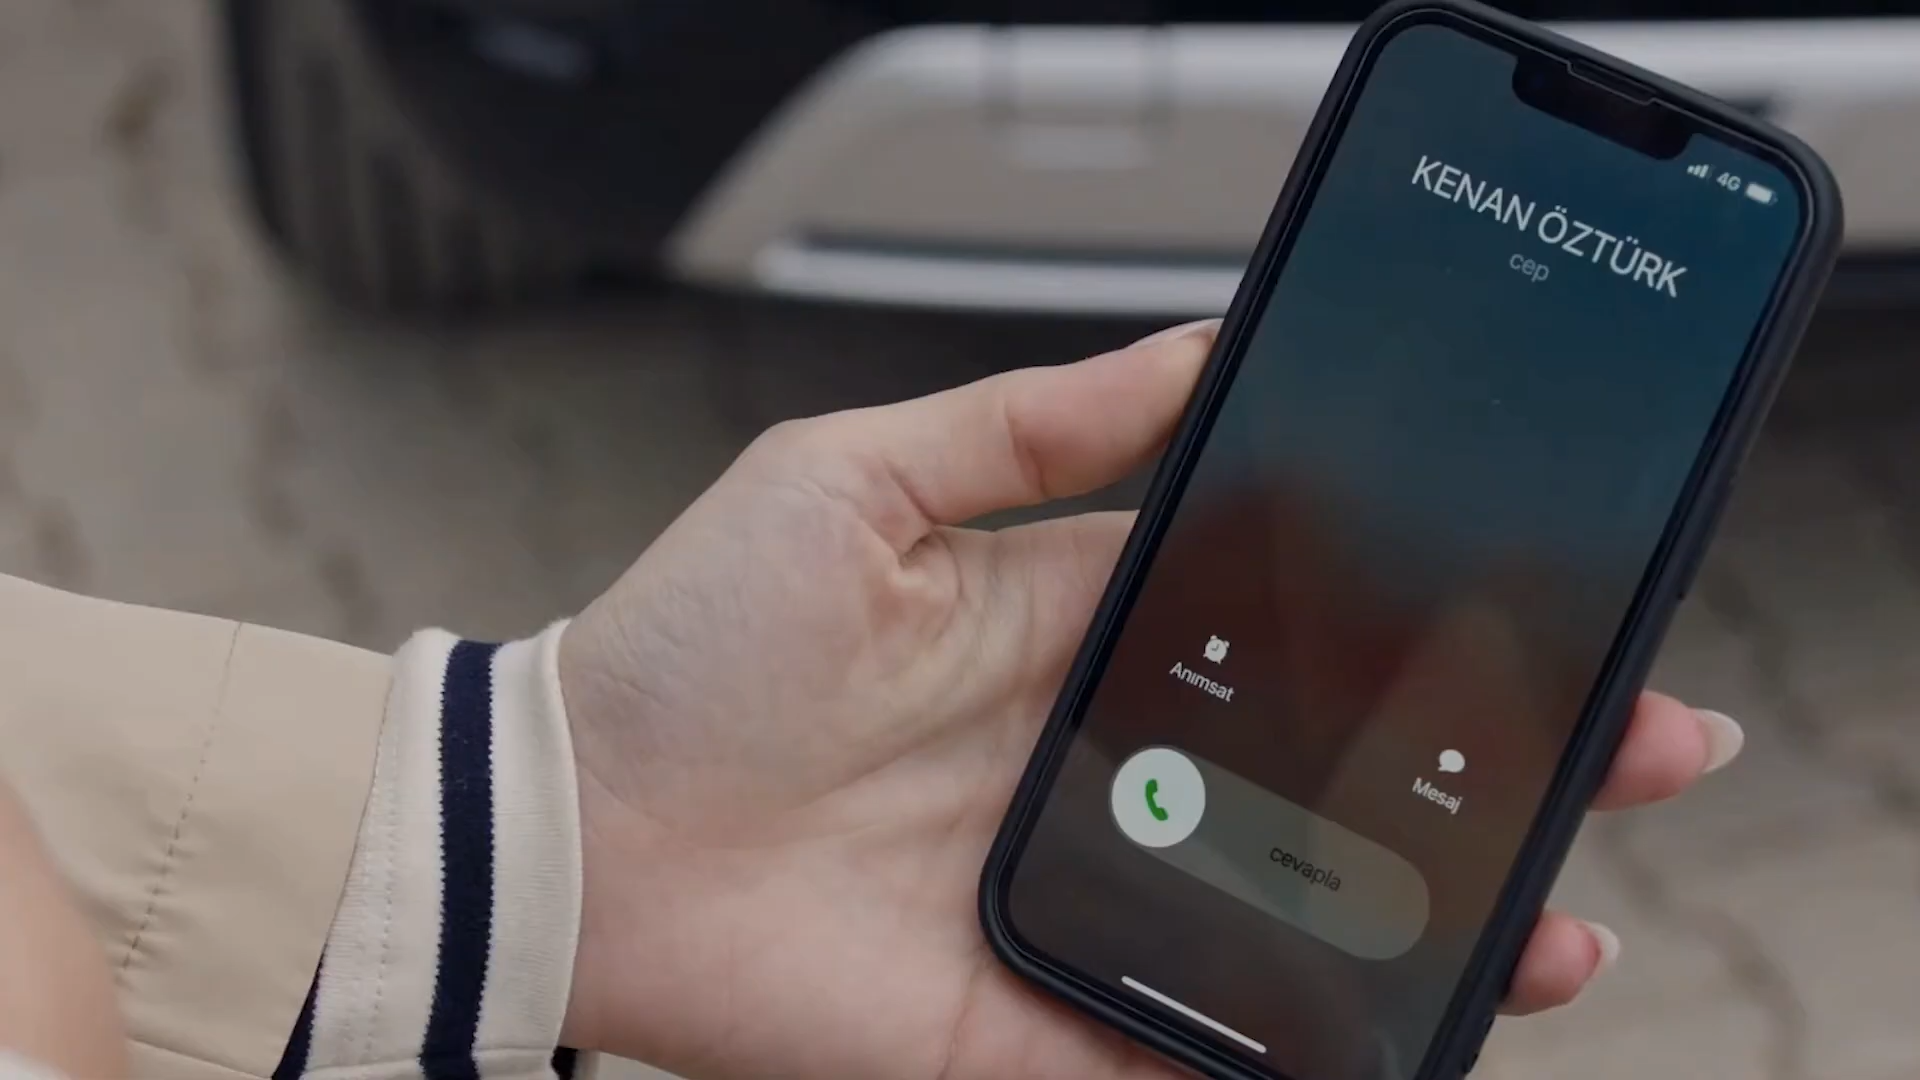 4G
KENAN ÖZTÜRK
cep
Anımsat
Mesaj
cevapla